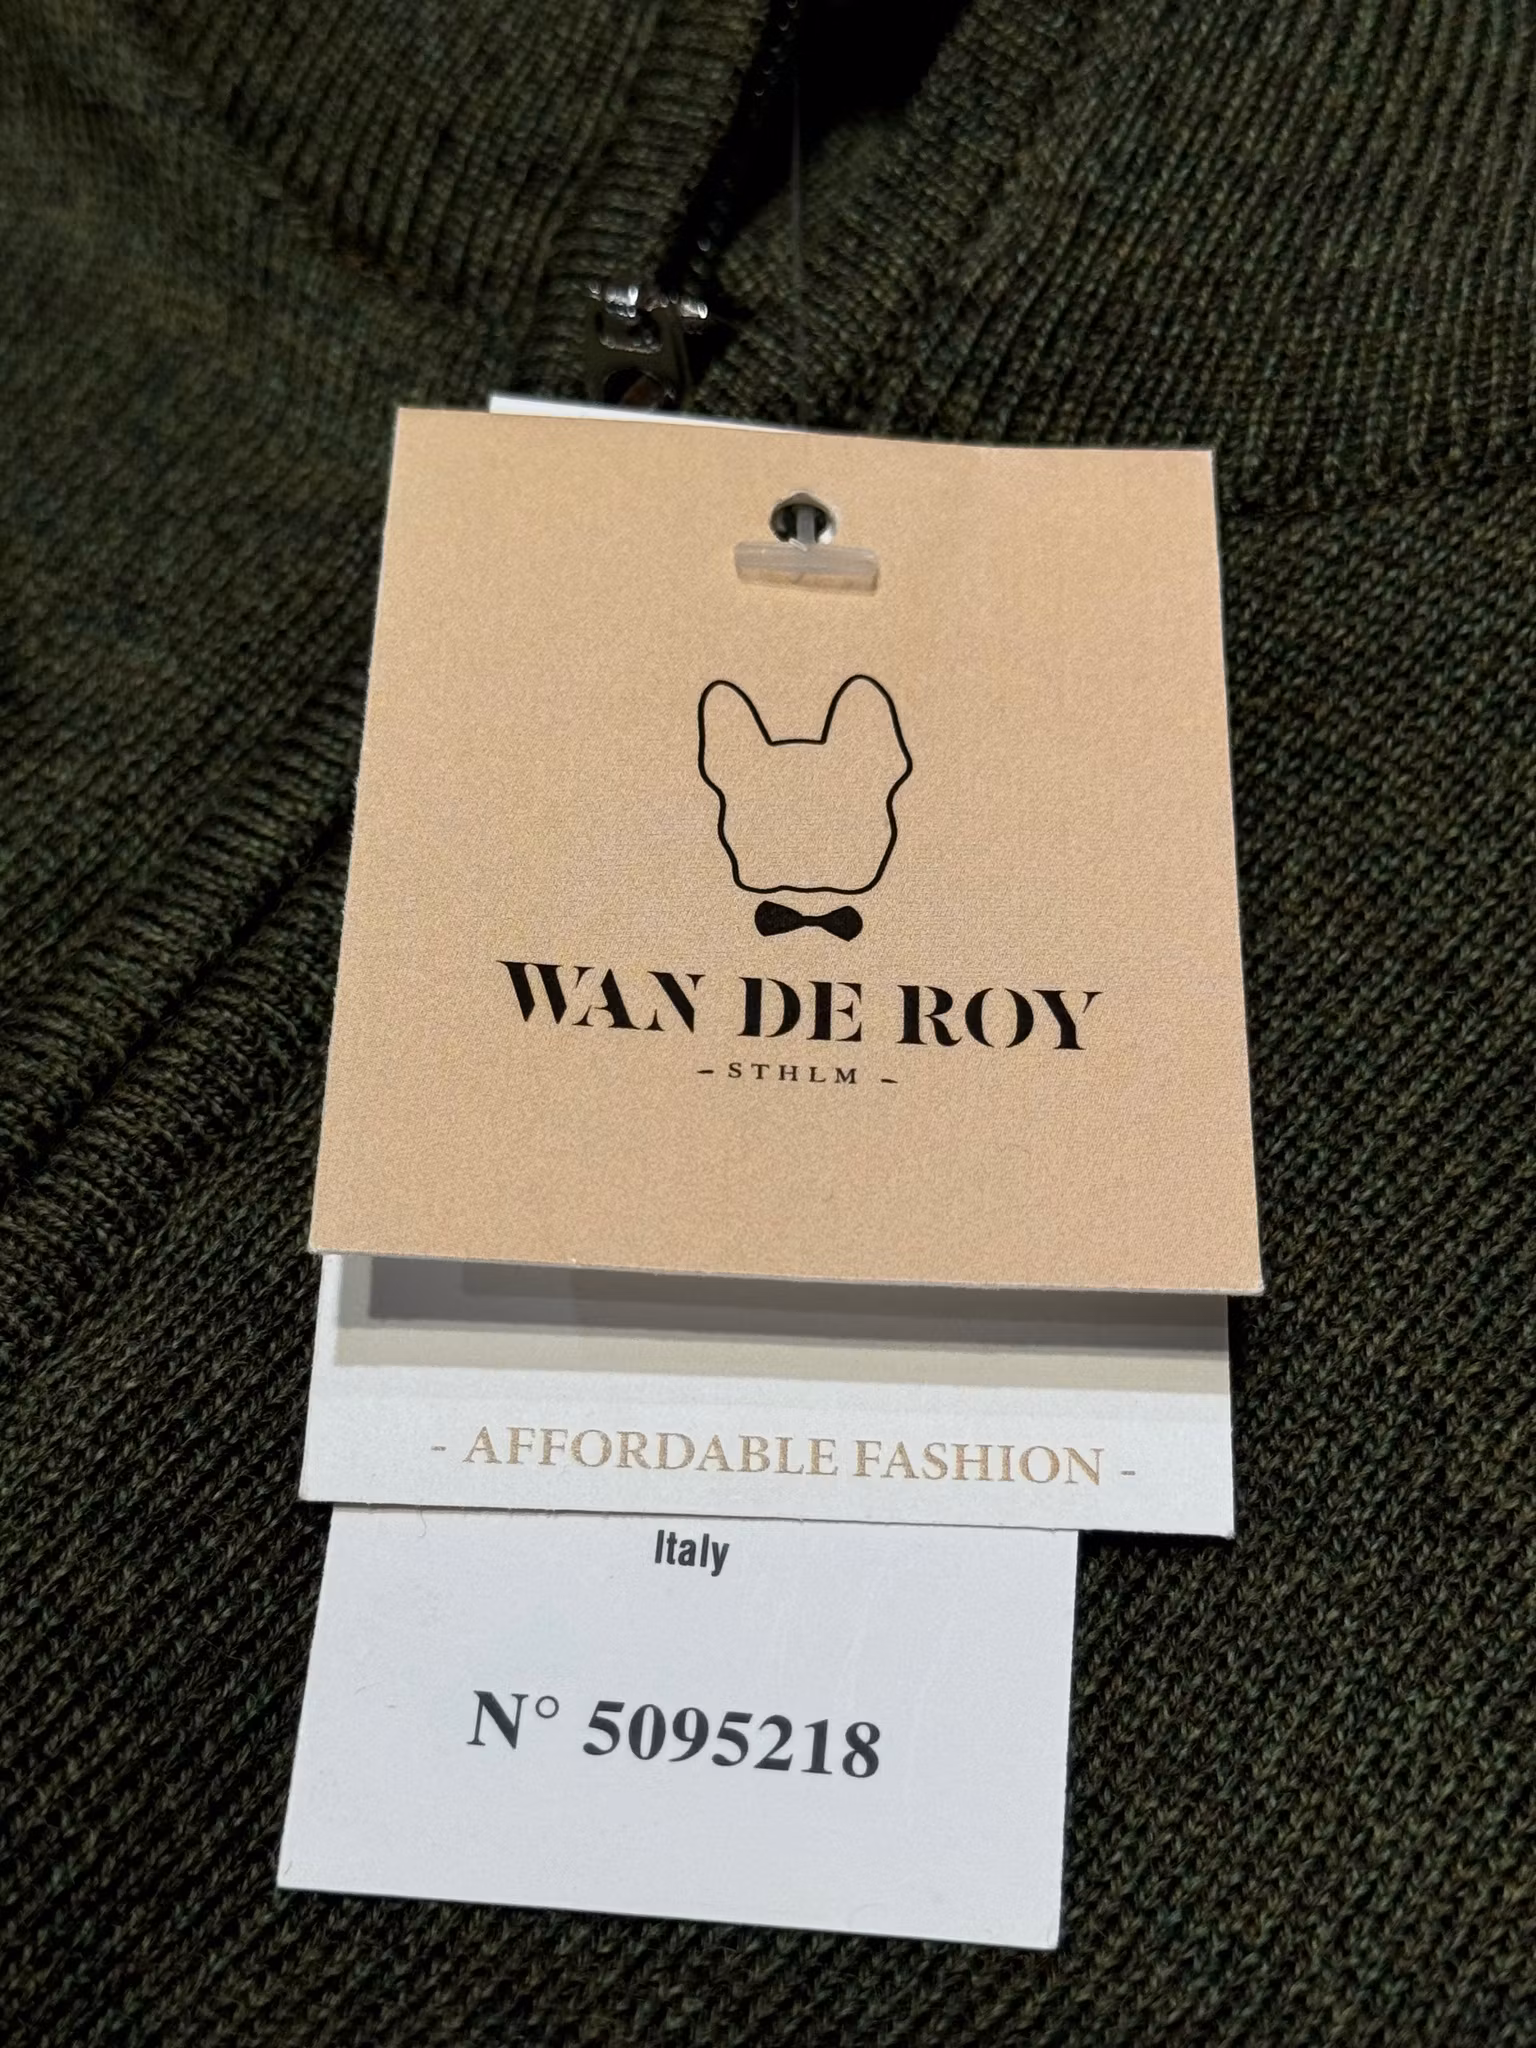 WAN DE ROY
- STHLM -
- AFFORDABLE FASHION -
Italy
N° 5095218